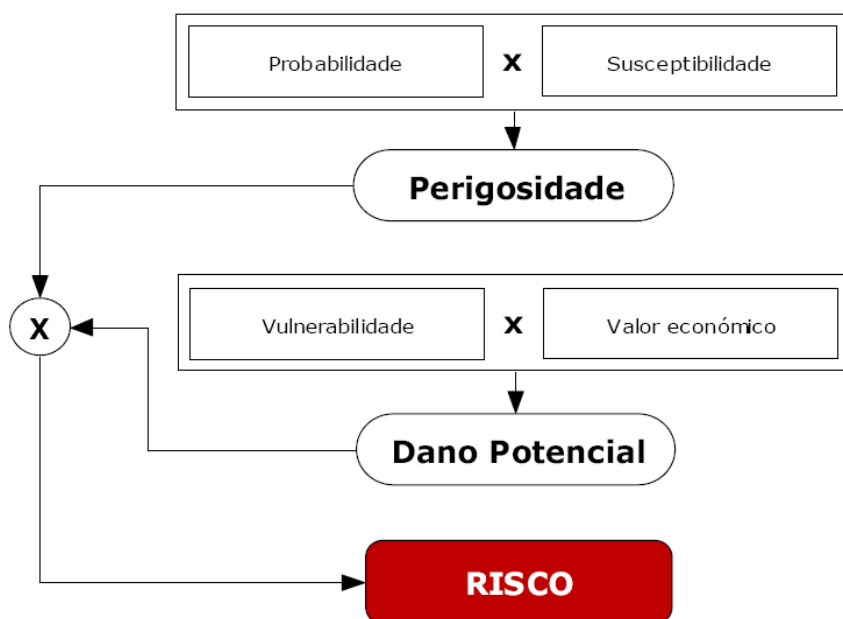 Probabilidade x Susceptibilidade
Perigosidade
Vulnerabilidade x Valor económico
X
Dano Potencial
RISCO